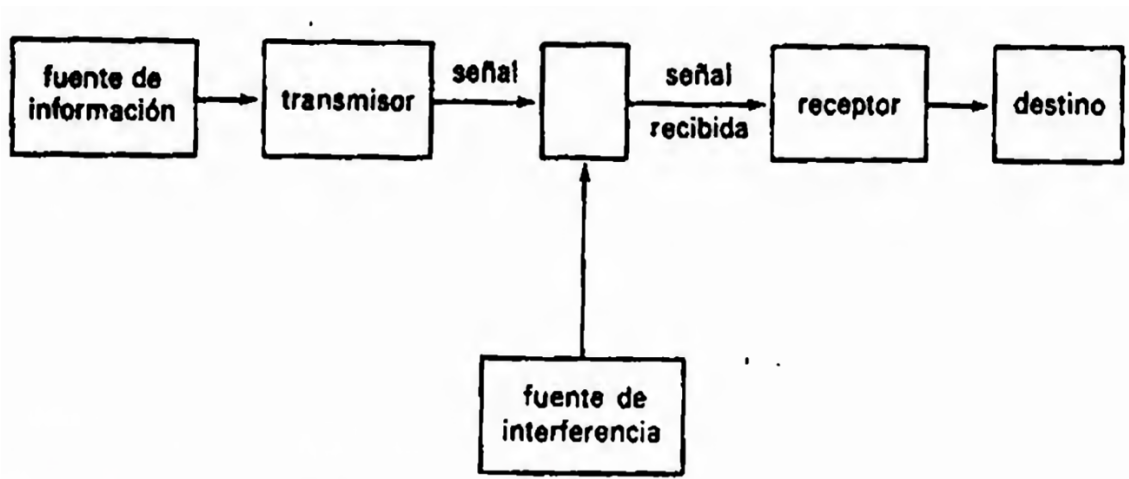 fuente de
información
transmisor
señal
señal
recibida
receptor
destino
fuente de
interferencia